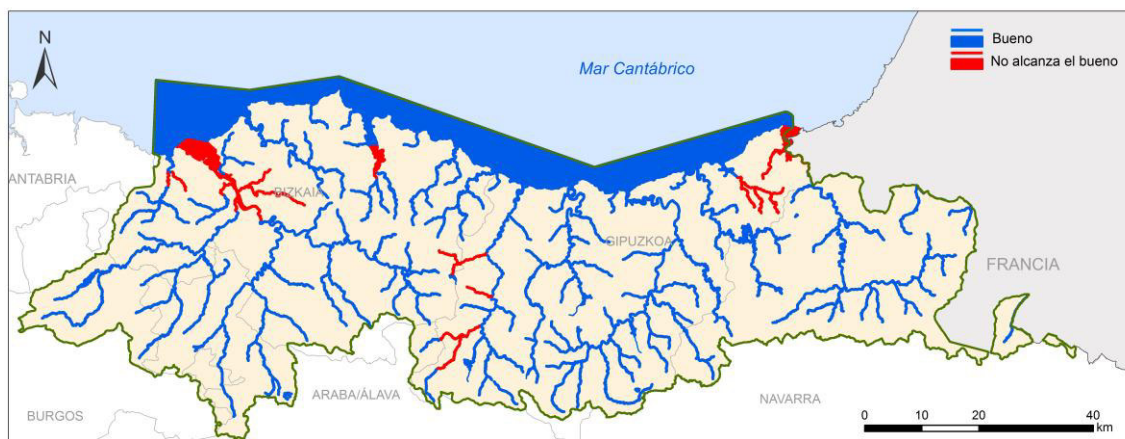 N
Bueno
No alcanza el bueno
Mar Cantábrico
ANTABRIA
BIZKAIA
GIPUZKOA
FRANCIA
ARABA/ÁLAVA
NAVARRA
BURGOS
0 10 20 40
km